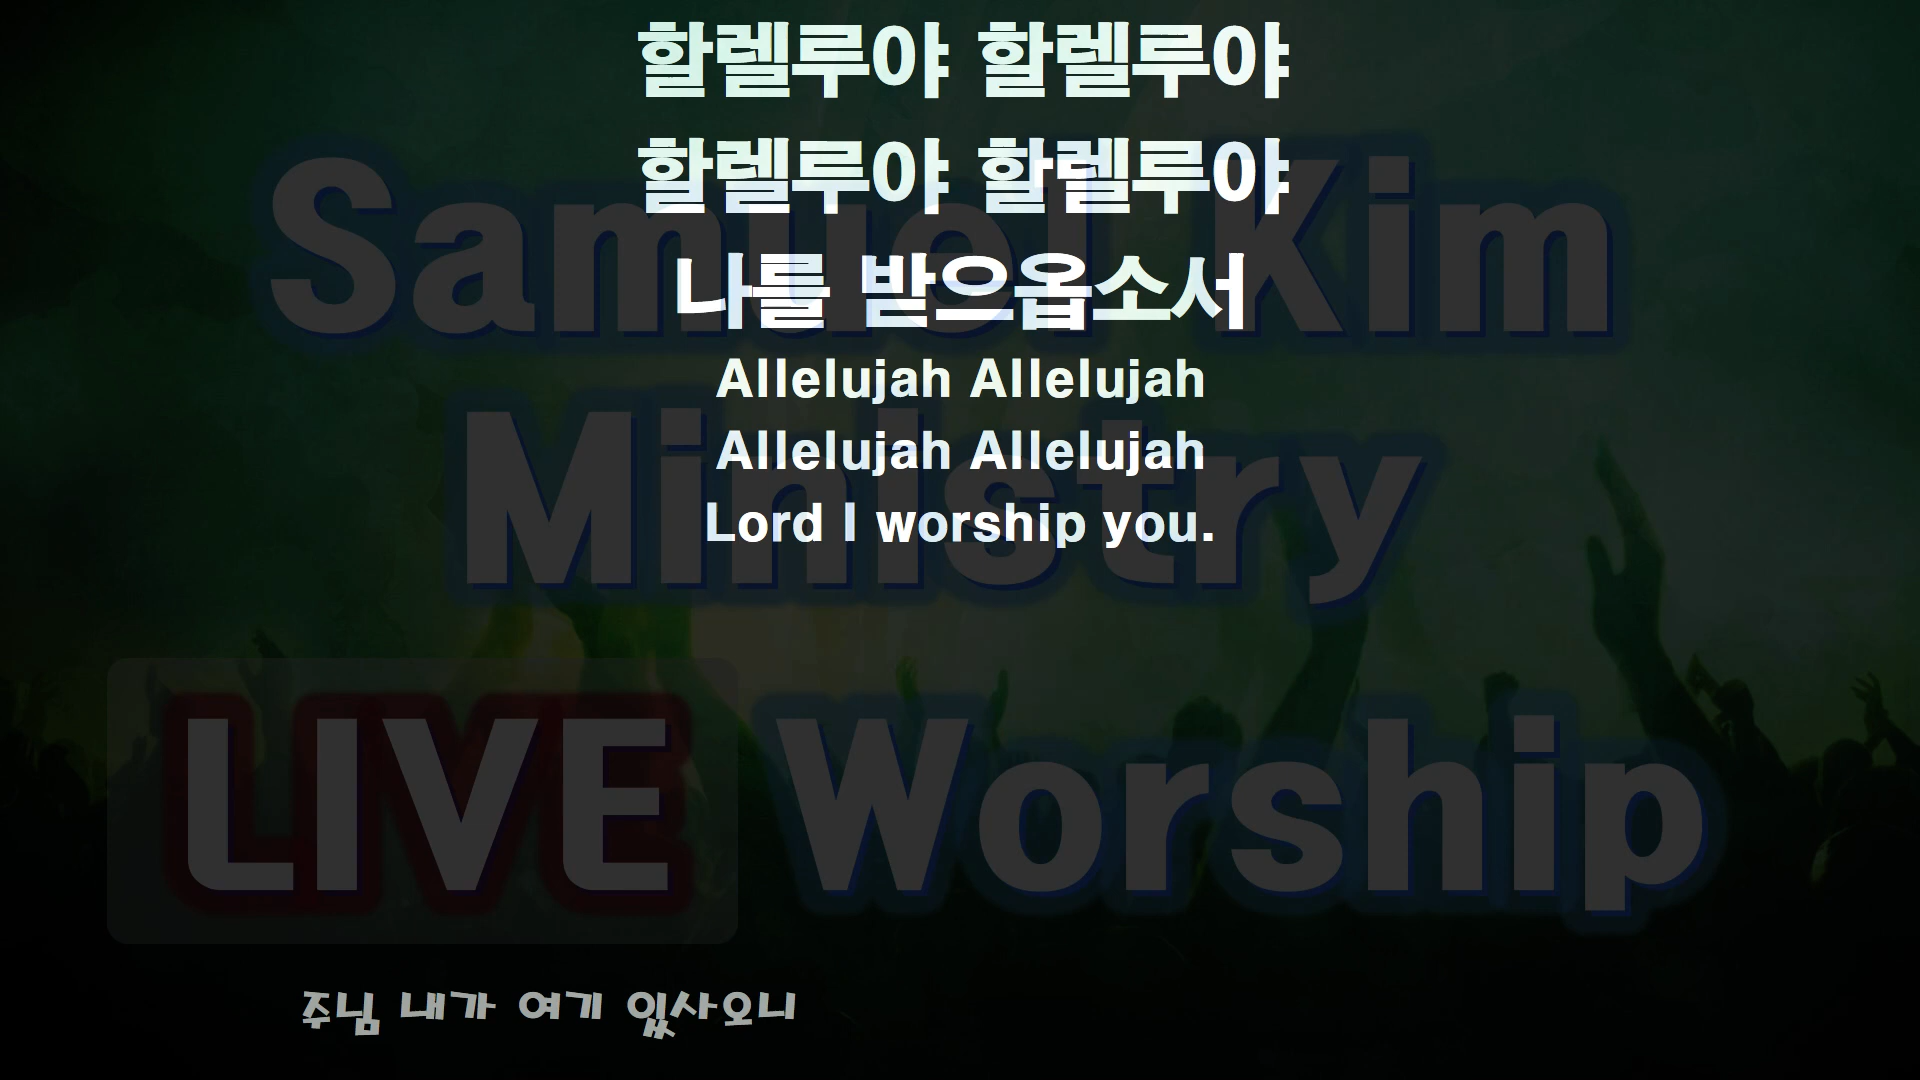 할렐루야 할렐루야
할렐루야 할렐루야
나를 받으옵소서
Allelujah Allelujah
Allelujah Allelujah
Lord I worship you.
Samuel Kim
Ministry
LIVE Worship
주님 내가 여기 있사오니